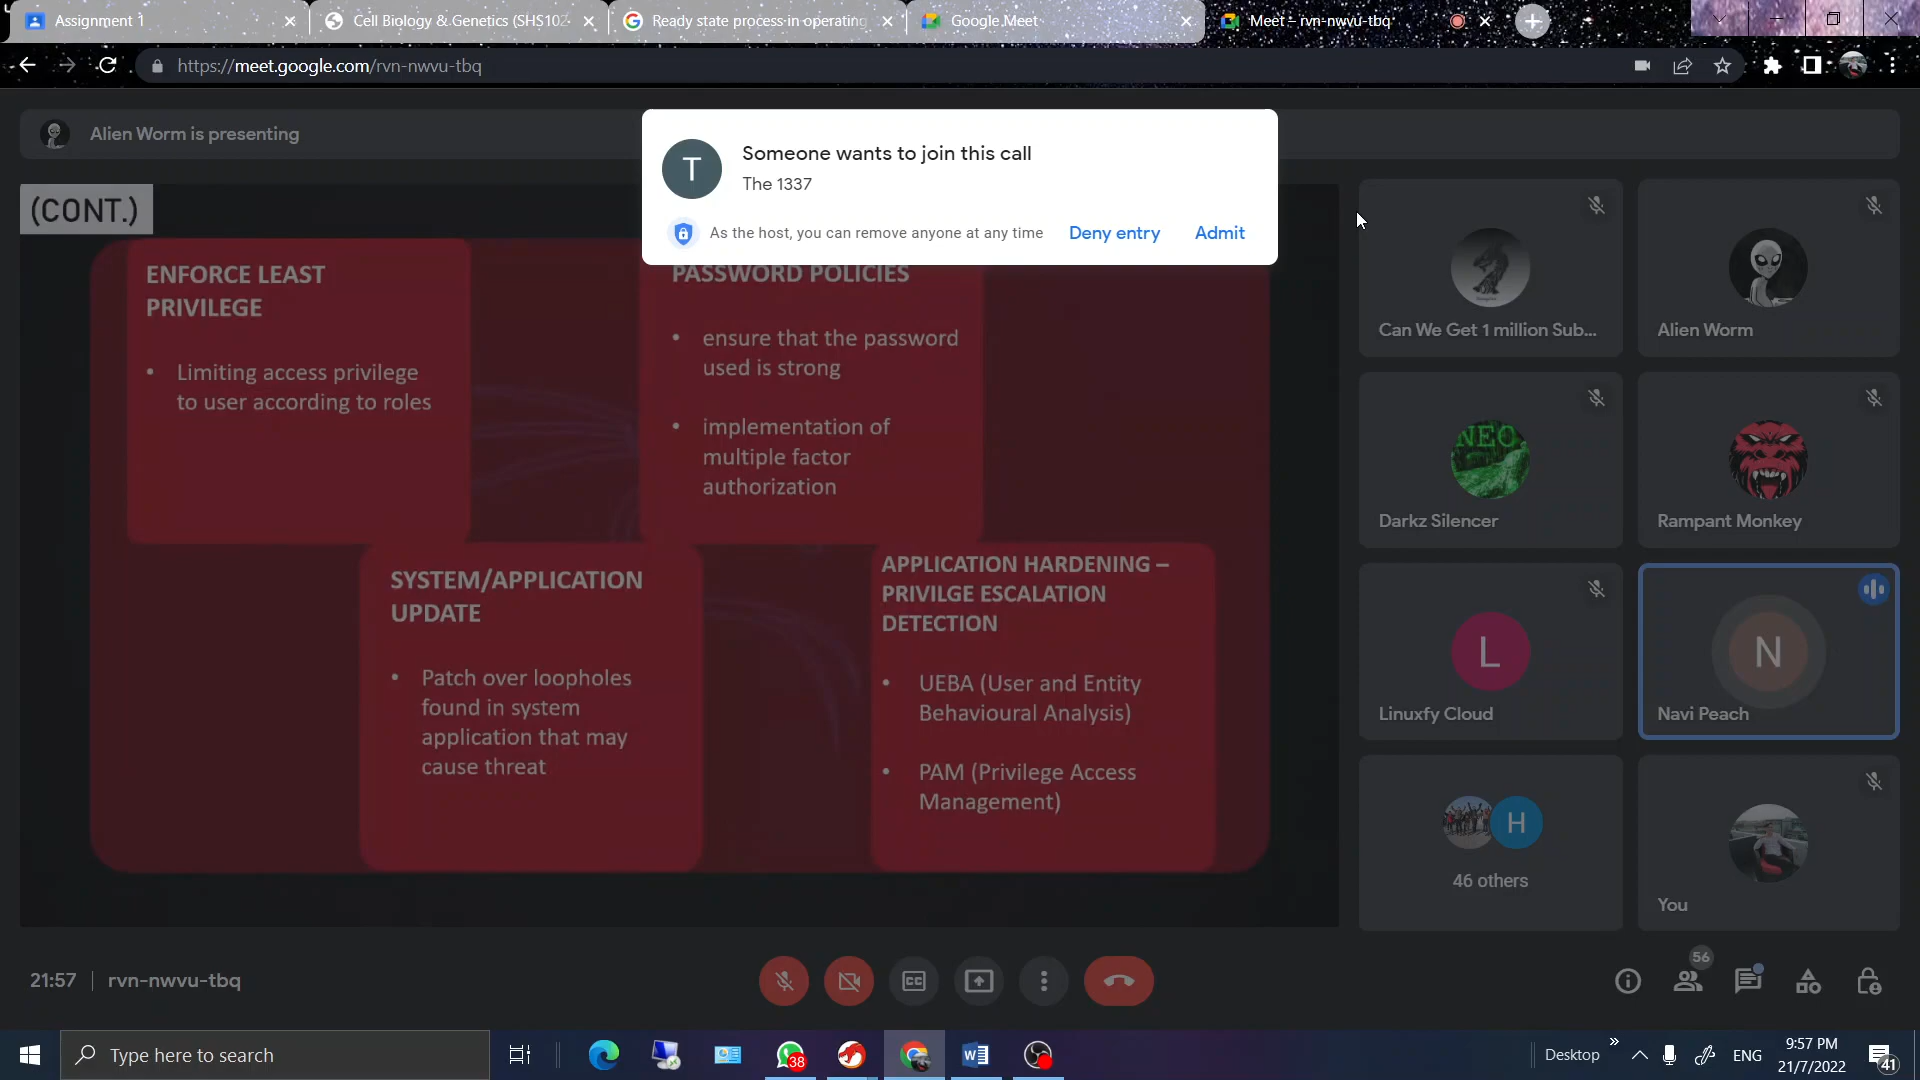 Assignment 1
Cell Biology & Genetics (SHS102-
Ready state process in operating
Google Meet
Meet – rvn-nwvu-tbq
https://meet.google.com/rvn-nwvu-tbq
Alien Worm is presenting
T
Someone wants to join this call
The 1337
As the host, you can remove anyone at any time
Deny entry
Admit
(CONT.)
ENFORCE LEAST
PRIVILEGE
• Limiting access privilege
to user according to roles
PASSWORD POLICIES
• ensure that the password
used is strong
• implementation of
multiple factor
authorization
SYSTEM/APPLICATION
UPDATE
• Patch over loopholes
found in system
application that may
cause threat
APPLICATION HARDENING –
PRIVILGE ESCALATION
DETECTION
• UEBA (User and Entity
Behavioural Analysis)
• PAM (Privilege Access
Management)
Can We Get 1 million Sub...
Alien Worm
NEO
Darkz Silencer
Rampant Monkey
L
Linuxfy Cloud
N
Navi Peach
H
46 others
You
21:57
rvn-nwvu-tbq
56
Type here to search
38
Desktop
ENG
9:57 PM
21/7/2022
41